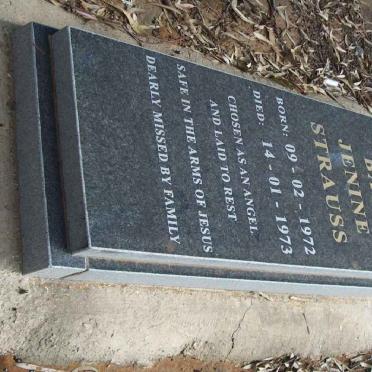 JENINE
STRAUSS
BORN: 09 - 02 - 1972
DIED: 14 - 01 - 1973
CHOSEN AS AN ANGEL
AND LAID TO REST
SAFE IN THE ARMS OF JESUS
DEARLY MISSED BY FAMILY